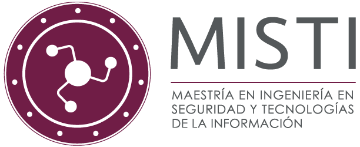 MISTI
MAESTRÍA EN INGENIERÍA EN
SEGURIDAD Y TECNOLOGÍAS
DE LA INFORMACIÓN